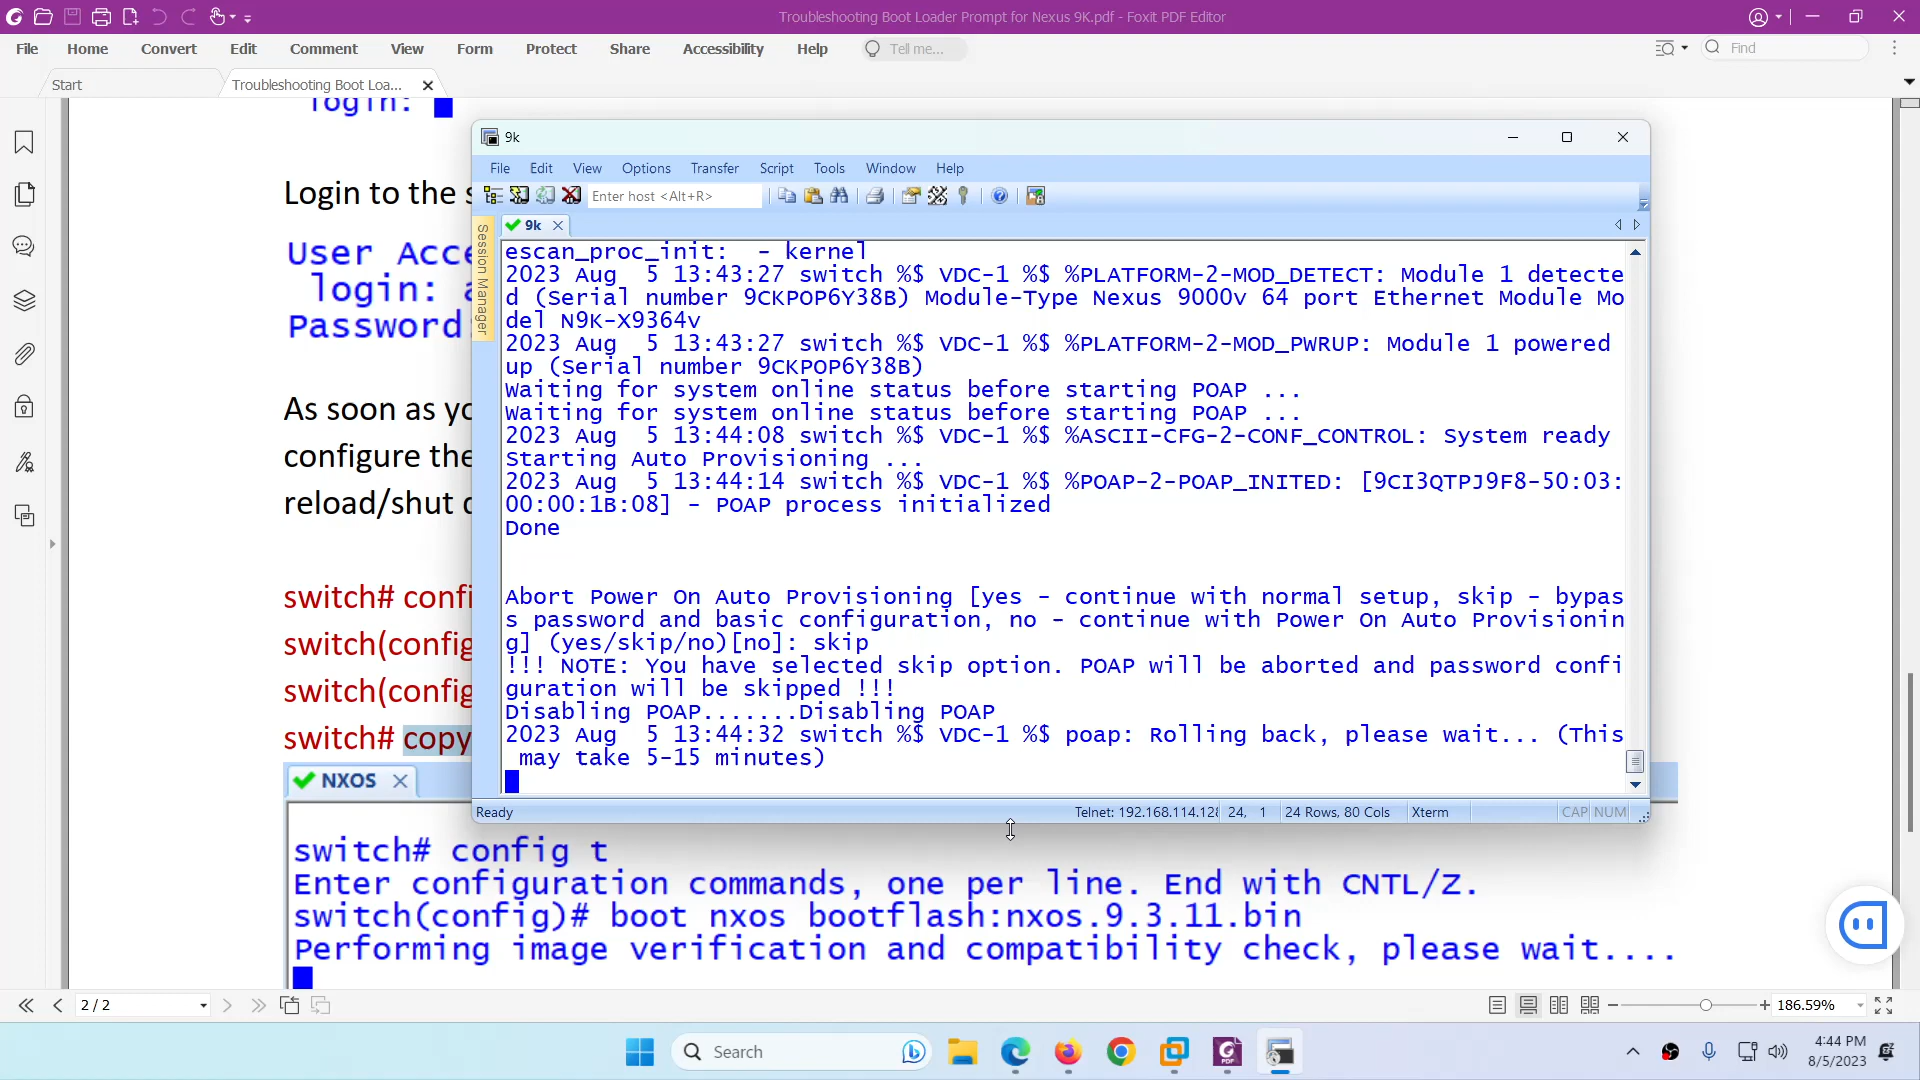 Troubleshooting Boot Loader Prompt for Nexus 9K.pdf - Foxit PDF Editor
File Home Convert Edit Comment View Form Protect Share Accessibility Help Tell me... Find
Start Troubleshooting Boot Loa...
login:
Login to the s
User Acce
login: a
Password:
As soon as yo
configure the
reload/shut d
switch# confi
switch(config
switch(config
switch# copy
9k
File Edit View Options Transfer Script Tools Window Help
Enter host <Alt+R>
9k
Session Manager
escan_proc_init:  - kernel
2023 Aug  5 13:43:27 switch %$ VDC-1 %$ %PLATFORM-2-MOD_DETECT: Module 1 detecte
d (Serial number 9CKPOP6Y38B) Module-Type Nexus 9000v 64 port Ethernet Module Mo
del N9K-X9364v
2023 Aug  5 13:43:27 switch %$ VDC-1 %$ %PLATFORM-2-MOD_PWRUP: Module 1 powered
up (Serial number 9CKPOP6Y38B)
Waiting for system online status before starting POAP ...
Waiting for system online status before starting POAP ...
2023 Aug  5 13:44:08 switch %$ VDC-1 %$ %ASCII-CFG-2-CONF_CONTROL: System ready
Starting Auto Provisioning ...
2023 Aug  5 13:44:14 switch %$ VDC-1 %$ %POAP-2-POAP_INITED: [9CI3QTPJ9F8-50:03:
00:00:1B:08] - POAP process initialized
Done
Abort Power On Auto Provisioning [yes - continue with normal setup, skip - bypas
s password and basic configuration, no - continue with Power On Auto Provisionin
g] (yes/skip/no)[no]: skip
!!! NOTE: You have selected skip option. POAP will be aborted and password confi
guration will be skipped !!!
Disabling POAP.......Disabling POAP
2023 Aug  5 13:44:32 switch %$ VDC-1 %$ poap: Rolling back, please wait... (This
may take 5-15 minutes)
Ready Telnet: 192.168.114.128 24, 1 24 Rows, 80 Cols Xterm CAP NUM
NXOS
switch# config t
Enter configuration commands, one per line. End with CNTL/Z.
switch(config)# boot nxos bootflash:nxos.9.3.11.bin
Performing image verification and compatibility check, please wait....
2 / 2 186.59%
Search
4:44 PM
8/5/2023